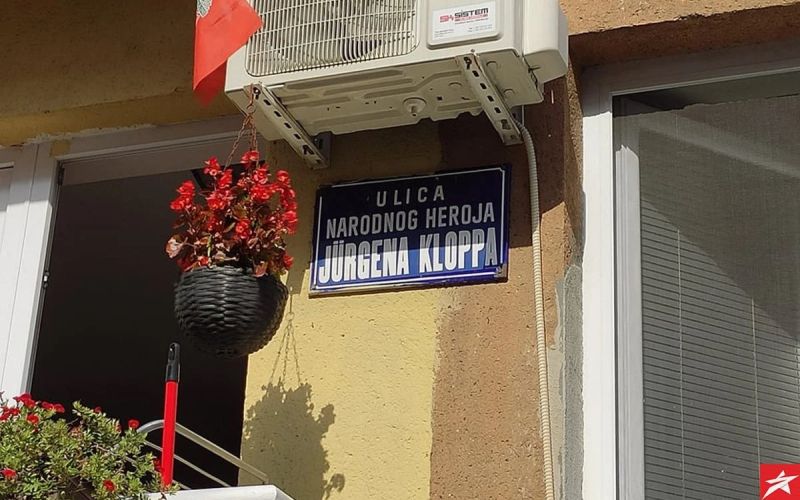 SISTEM
ULICA
NARODNOG HEROJA
JÜRGENA KLOPPA